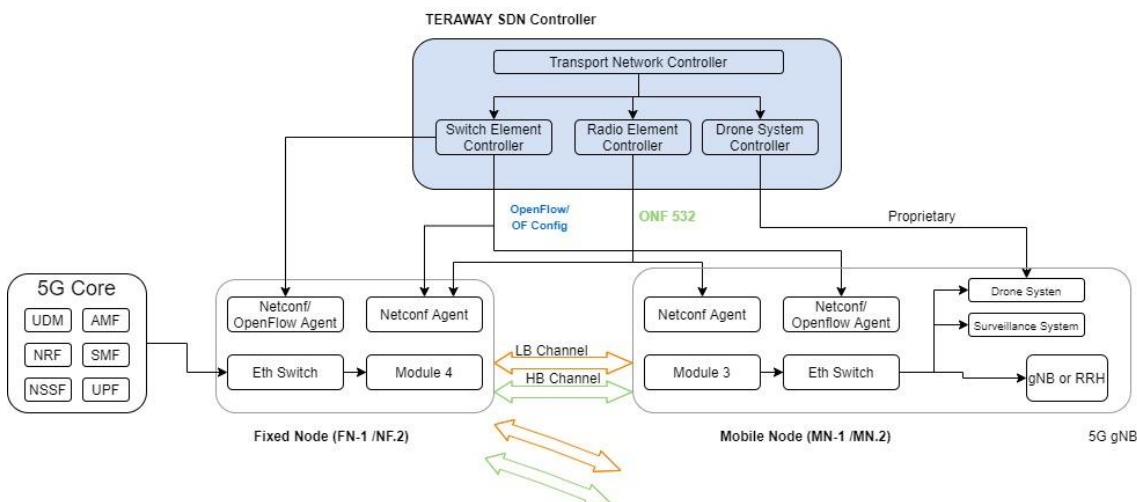 TERAWAY SDN Controller
Transport Network Controller
Switch Element
Controller
Radio Element
Controller
Drone System
Controller
OpenFlow/
OF Config
ONF 532
Proprietary
5G Core
UDM
AMF
NRF
SMF
NSSF
UPF
Netconf/
OpenFlow Agent
Netconf Agent
Eth Switch
Module 4
Fixed Node (FN-1 /NF.2)
LB Channel
HB Channel
Netconf Agent
Netconf/
Openflow Agent
Module 3
Eth Switch
Drone Systen
Surveillance System
gNB or RRH
Mobile Node (MN-1 /MN.2)
5G gNB